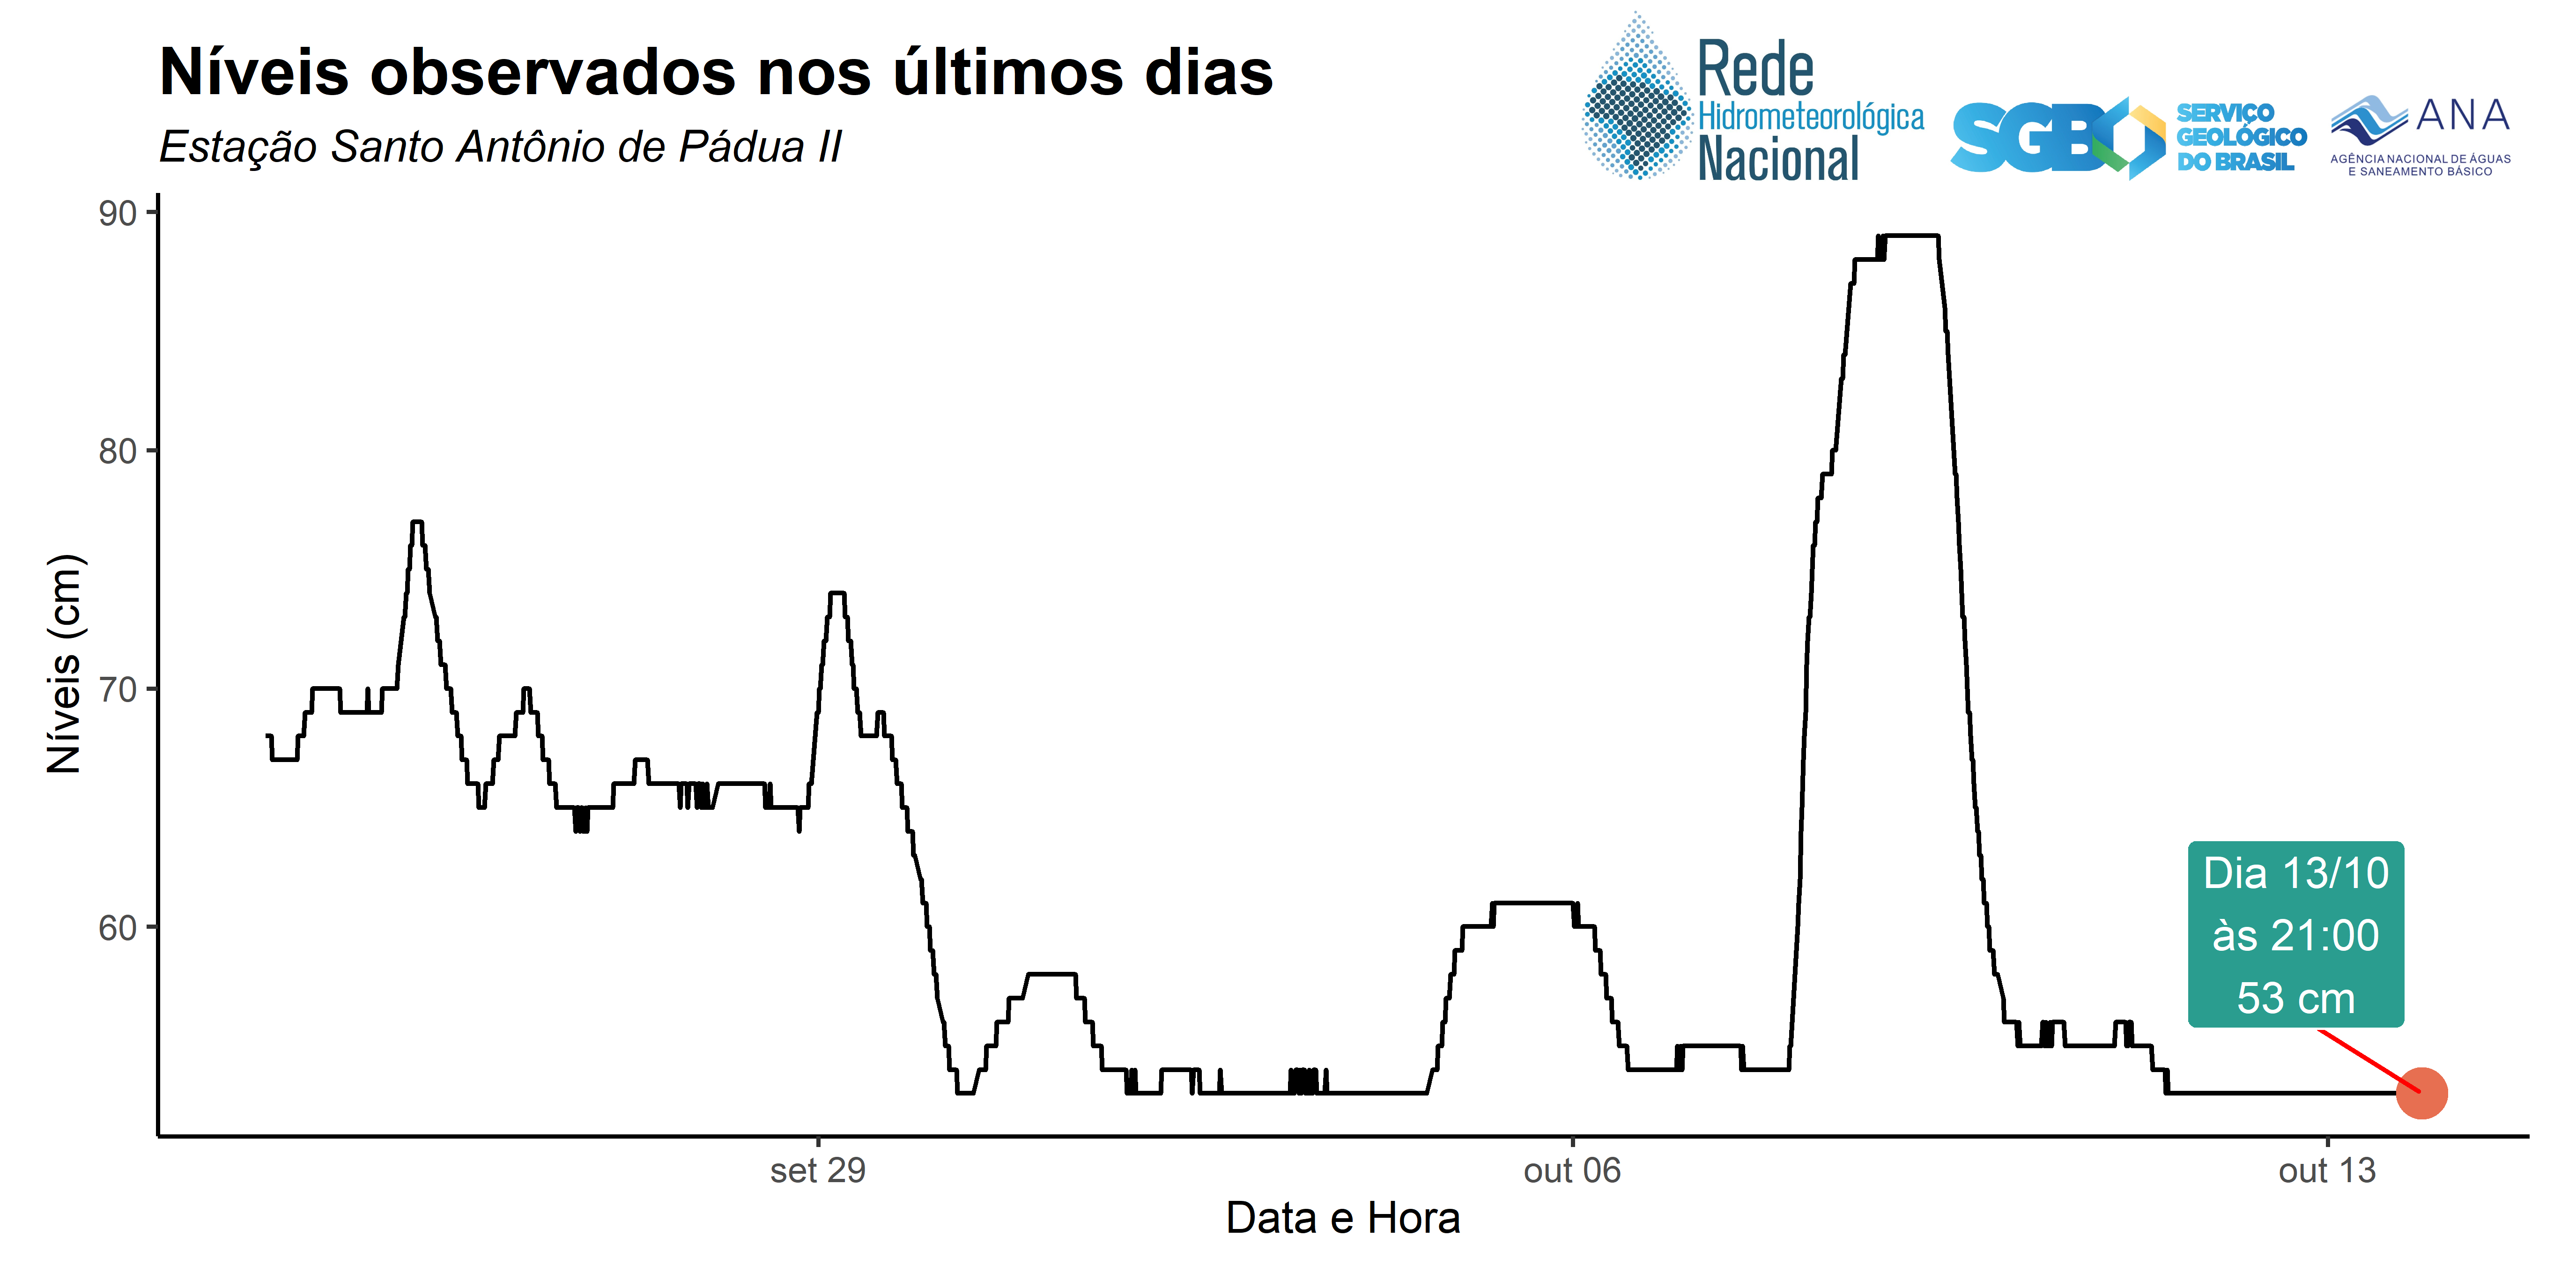 Níveis observados nos últimos dias
Estação Santo Antônio de Pádua II
Rede
Hidrometeorológica
Nacional
SGB
SERVIÇO
GEOLÓGICO
DO BRASIL
ANA
AGÊNCIA NACIONAL DE ÁGUAS
E SANEAMENTO BÁSICO
90
80
70
60
Níveis (cm)
Dia 13/10
às 21:00
53 cm
set 29
out 06
out 13
Data e Hora